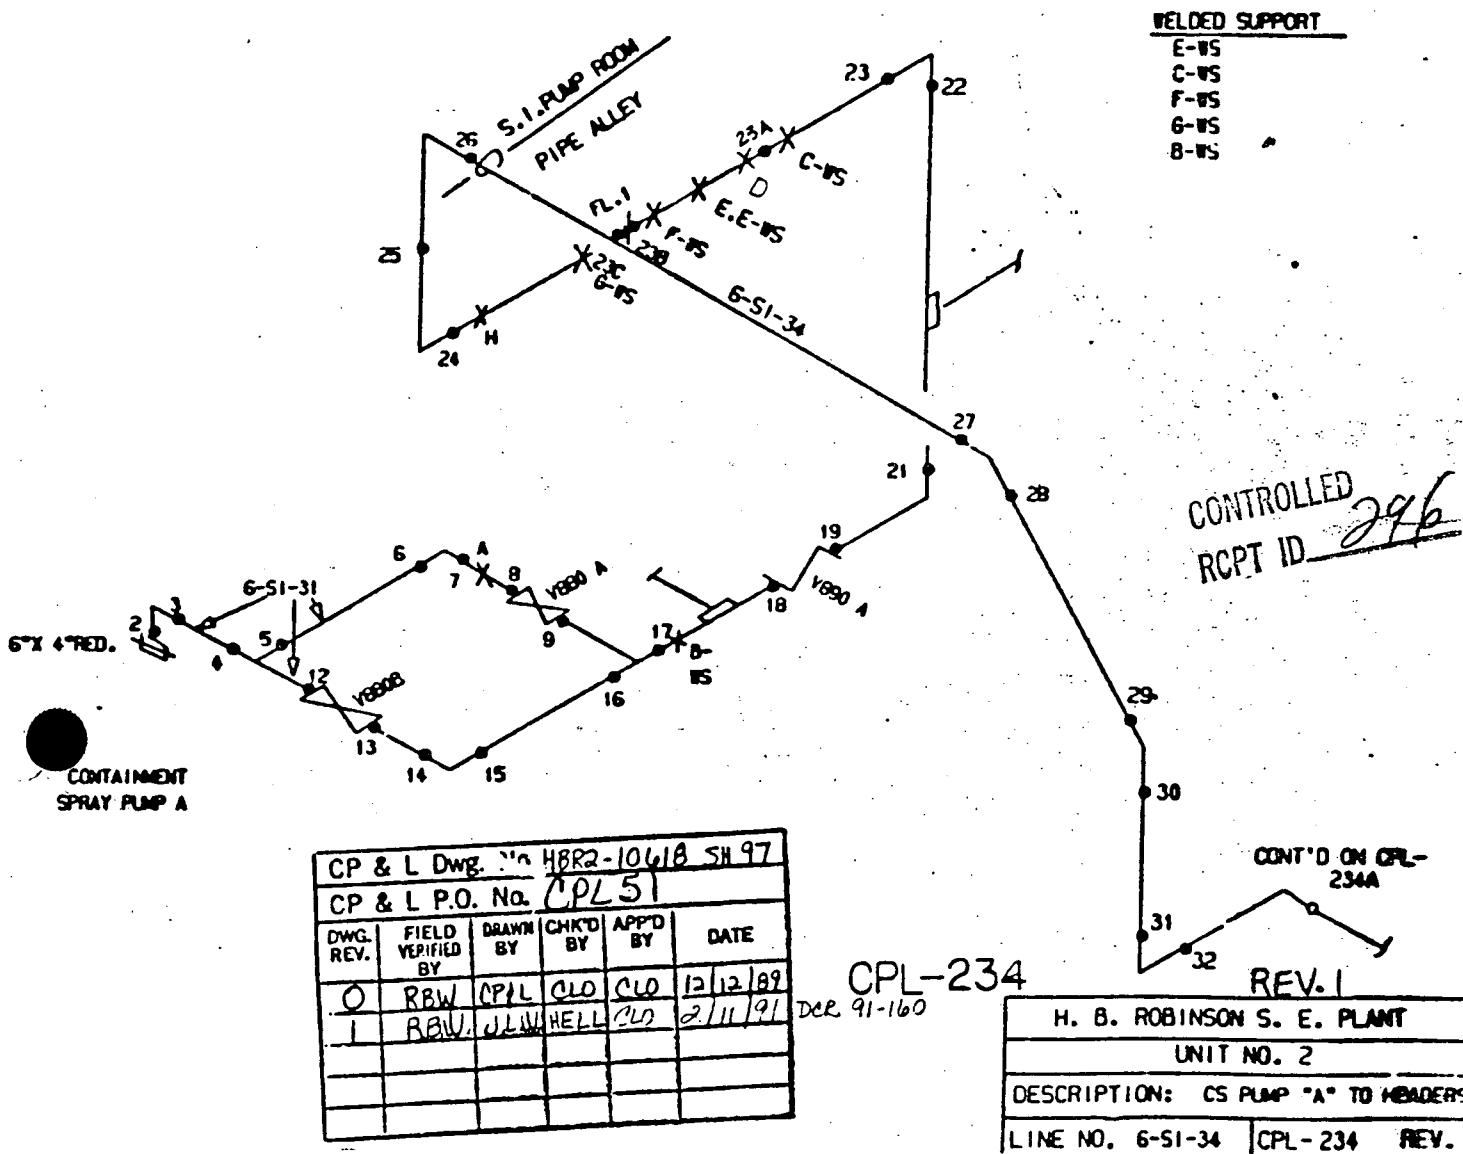 WELDED SUPPORT
E-WS
C-WS
F-WS
G-WS
B-WS
S.I. PUMP ROOM
PIPE ALLEY
23
22
26
23A
C-WS
D
FL.1
E.E-WS
F-WS
23B
25
23C
G-WS
6-SI-34
H
24
27
21
28
CONTROLLED
RCPT ID 296
19
6
A
7
8
V880 A
18
V890 A
6-SI-31
3
2
6"X 4"RED.
5
4
9
17
B-
WS
12
V880B
16
13
14
15
29
30
CONTAINMENT
SPRAY PUMP A
CONT'D ON CPL-
234A
31
32
CP & L Dwg. No HBR2-10618 SH 97
CP & L P.O. No. CPL 51
DWG. REV. FIELD VERIFIED BY DRAWN BY CHK'D BY APP'D BY DATE
0 RBW CP&L CLO CLO 12/12/89
1 RBW JLW HELL CLO 2/11/91
DCR 91-160
CPL-234
REV. 1
H. B. ROBINSON S. E. PLANT
UNIT NO. 2
DESCRIPTION: CS PUMP "A" TO HEADERS
LINE NO. 6-SI-34 CPL-234 REV.